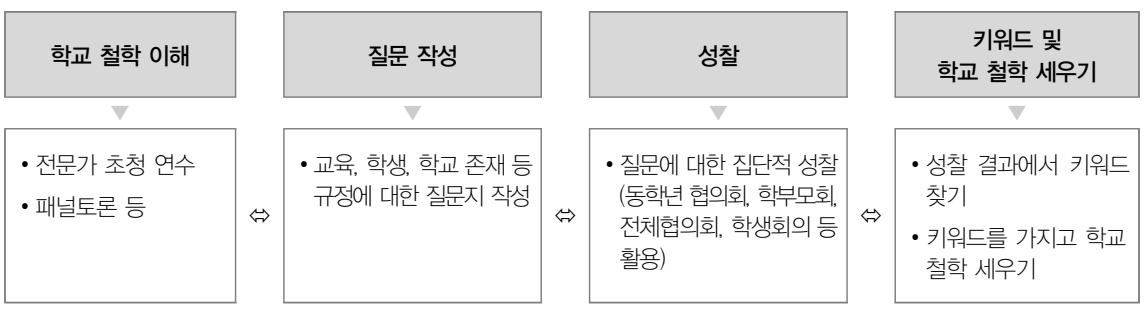 학교 철학 이해
질문 작성
성찰
키워드 및
학교 철학 세우기
• 전문가 초청 연수
• 패널토론 등
• 교육, 학생, 학교 존재 등
규정에 대한 질문지 작성
• 질문에 대한 집단적 성찰
(동학년 협의회, 학부모회,
전체협의회, 학생회의 등
활용)
• 성찰 결과에서 키워드
찾기
• 키워드를 가지고 학교
철학 세우기